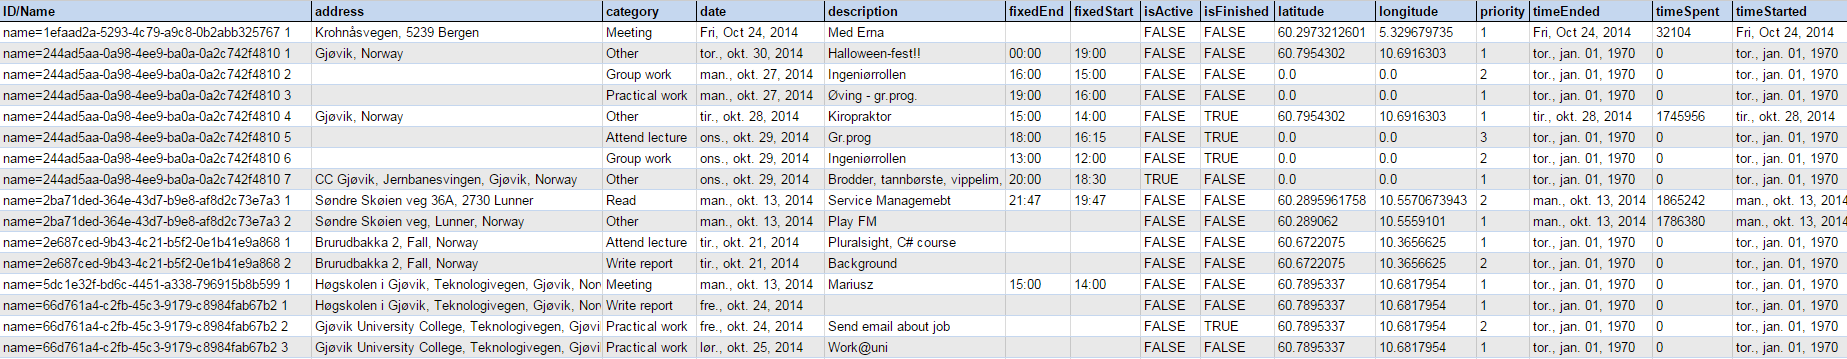 ID/Name address category date description fixedEnd fixedStart isActive isFinished latitude longitude priority timeEnded timeSpent timeStarted
name=1efaad2a-5293-4c79-a9c8-0b2abb325767 1 Krohnåsvegen, 5239 Bergen Meeting Fri, Oct 24, 2014 Med Erna FALSE FALSE 60.2973212601 5.329679735 1 Fri, Oct 24, 2014 32104 Fri, Oct 24, 2014
name=244ad5aa-0a98-4ee9-ba0a-0a2c742f4810 1 Gjøvik, Norway Other tor., okt. 30, 2014 Halloween-fest!! 00:00 19:00 FALSE FALSE 60.7954302 10.6916303 1 tor., jan. 01, 1970 0 tor., jan. 01, 1970
name=244ad5aa-0a98-4ee9-ba0a-0a2c742f4810 2 Group work man., okt. 27, 2014 Ingeniørrollen 16:00 15:00 FALSE FALSE 0.0 0.0 2 tor., jan. 01, 1970 0 tor., jan. 01, 1970
name=244ad5aa-0a98-4ee9-ba0a-0a2c742f4810 3 Practical work man., okt. 27, 2014 Øving - gr.prog. 19:00 16:00 FALSE FALSE 0.0 0.0 1 tor., jan. 01, 1970 0 tor., jan. 01, 1970
name=244ad5aa-0a98-4ee9-ba0a-0a2c742f4810 4 Gjøvik, Norway Other tir., okt. 28, 2014 Kiropraktor 15:00 14:00 FALSE TRUE 60.7954302 10.6916303 1 tir., okt. 28, 2014 1745956 tir., okt. 28, 2014
name=244ad5aa-0a98-4ee9-ba0a-0a2c742f4810 5 Attend lecture ons., okt. 29, 2014 Gr.prog 18:00 16:15 FALSE TRUE 0.0 0.0 3 tor., jan. 01, 1970 0 tor., jan. 01, 1970
name=244ad5aa-0a98-4ee9-ba0a-0a2c742f4810 6 Group work ons., okt. 29, 2014 Ingeniørrollen 13:00 12:00 FALSE TRUE 0.0 0.0 2 tor., jan. 01, 1970 0 tor., jan. 01, 1970
name=244ad5aa-0a98-4ee9-ba0a-0a2c742f4810 7 CC Gjøvik, Jernbanesvingen, Gjøvik, Norway Other ons., okt. 29, 2014 Brodder, tannbørste, vippelim, 20:00 18:30 TRUE FALSE 0.0 0.0 1 tor., jan. 01, 1970 0 tor., jan. 01, 1970
name=2ba71ded-364e-43d7-b9e8-af8d2c73e7a3 1 Søndre Skøien veg 36A, 2730 Lunner Read man., okt. 13, 2014 Service Managemebt 21:47 19:47 FALSE FALSE 60.2895961758 10.5570673943 2 man., okt. 13, 2014 1865242 man., okt. 13, 2014
name=2ba71ded-364e-43d7-b9e8-af8d2c73e7a3 2 Søndre Skøien veg, Lunner, Norway Other man., okt. 13, 2014 Play FM FALSE FALSE 60.289062 10.5559101 1 man., okt. 13, 2014 1786380 man., okt. 13, 2014
name=2e687ced-9b43-4c21-b5f2-0e1b41e9a868 1 Brurudbakka 2, Fall, Norway Attend lecture tir., okt. 21, 2014 Pluralsight, C# course FALSE FALSE 60.6722075 10.3656625 1 tor., jan. 01, 1970 0 tor., jan. 01, 1970
name=2e687ced-9b43-4c21-b5f2-0e1b41e9a868 2 Brurudbakka 2, Fall, Norway Write report tir., okt. 21, 2014 Background FALSE FALSE 60.6722075 10.3656625 2 tor., jan. 01, 1970 0 tor., jan. 01, 1970
name=5dc1e32f-bd6c-4451-a338-796915b8b599 1 Høgskolen i Gjøvik, Teknologivegen, Gjøvik, Nor Meeting man., okt. 13, 2014 Mariusz 15:00 14:00 FALSE FALSE 60.7895337 10.6817954 1 tor., jan. 01, 1970 0 tor., jan. 01, 1970
name=66d761a4-c2fb-45c3-9179-c8984fab67b2 1 Høgskolen i Gjøvik, Teknologivegen, Gjøvik, Nor Write report fre., okt. 24, 2014 FALSE FALSE 60.7895337 10.6817954 1 tor., jan. 01, 1970 0 tor., jan. 01, 1970
name=66d761a4-c2fb-45c3-9179-c8984fab67b2 2 Gjøvik University College, Teknologivegen, Gjøvi Practical work fre., okt. 24, 2014 Send email about job FALSE TRUE 60.7895337 10.6817954 2 tor., jan. 01, 1970 0 tor., jan. 01, 1970
name=66d761a4-c2fb-45c3-9179-c8984fab67b2 3 Gjøvik University College, Teknologivegen, Gjøvi Practical work lør., okt. 25, 2014 Work@uni FALSE FALSE 60.7895337 10.6817954 1 tor., jan. 01, 1970 0 tor., jan. 01, 1970